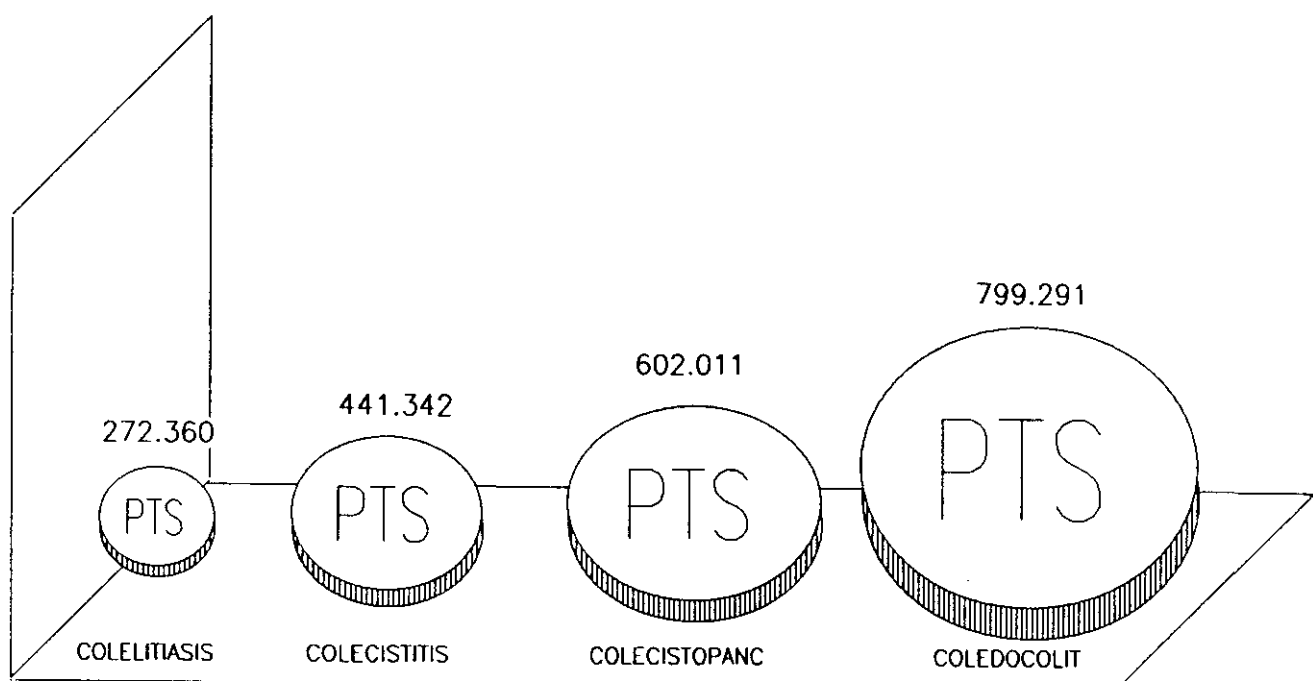 799.291
602.011
441.342
272.360
PTS
PTS
PTS
PTS
COLELITIASIS
COLECISTITIS
COLECISTOPANC
COLEDOCOLIT